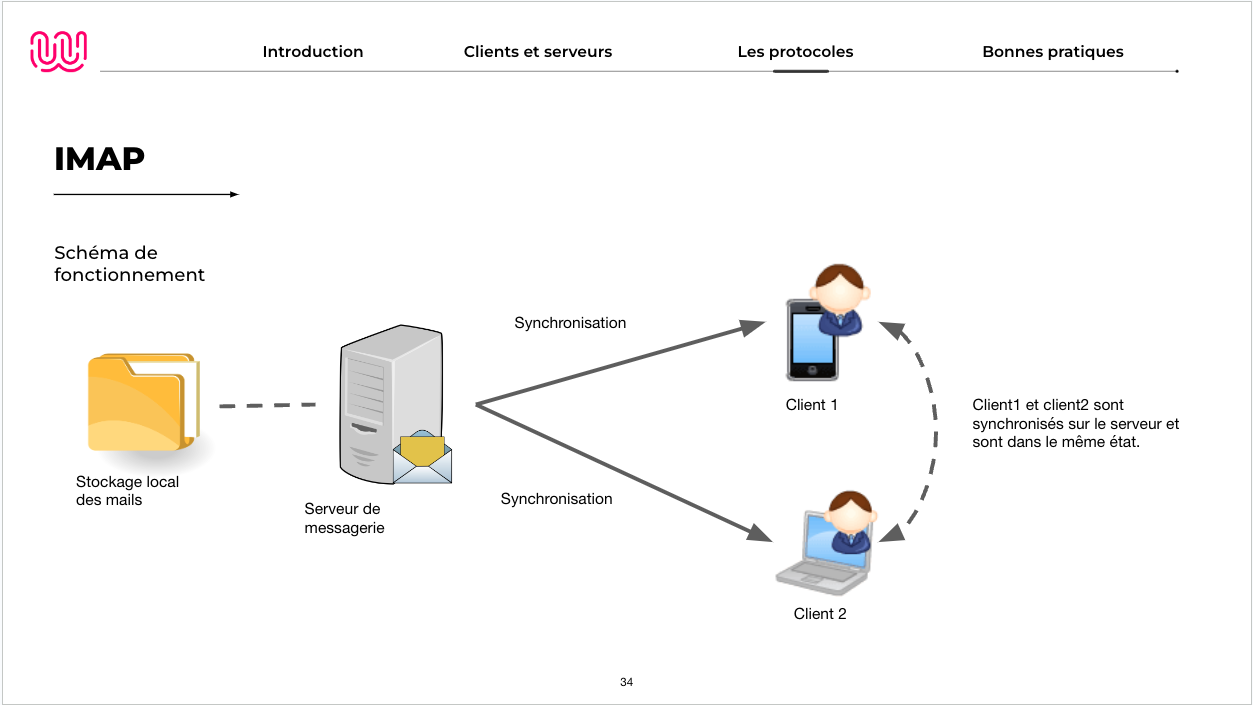 Introduction
Clients et serveurs
Les protocoles
Bonnes pratiques
IMAP
Schéma de
fonctionnement
Synchronisation
Client 1
Client1 et client2 sont
synchronisés sur le serveur et
sont dans le même état.
Stockage local
des mails
Serveur de
messagerie
Synchronisation
Client 2
34